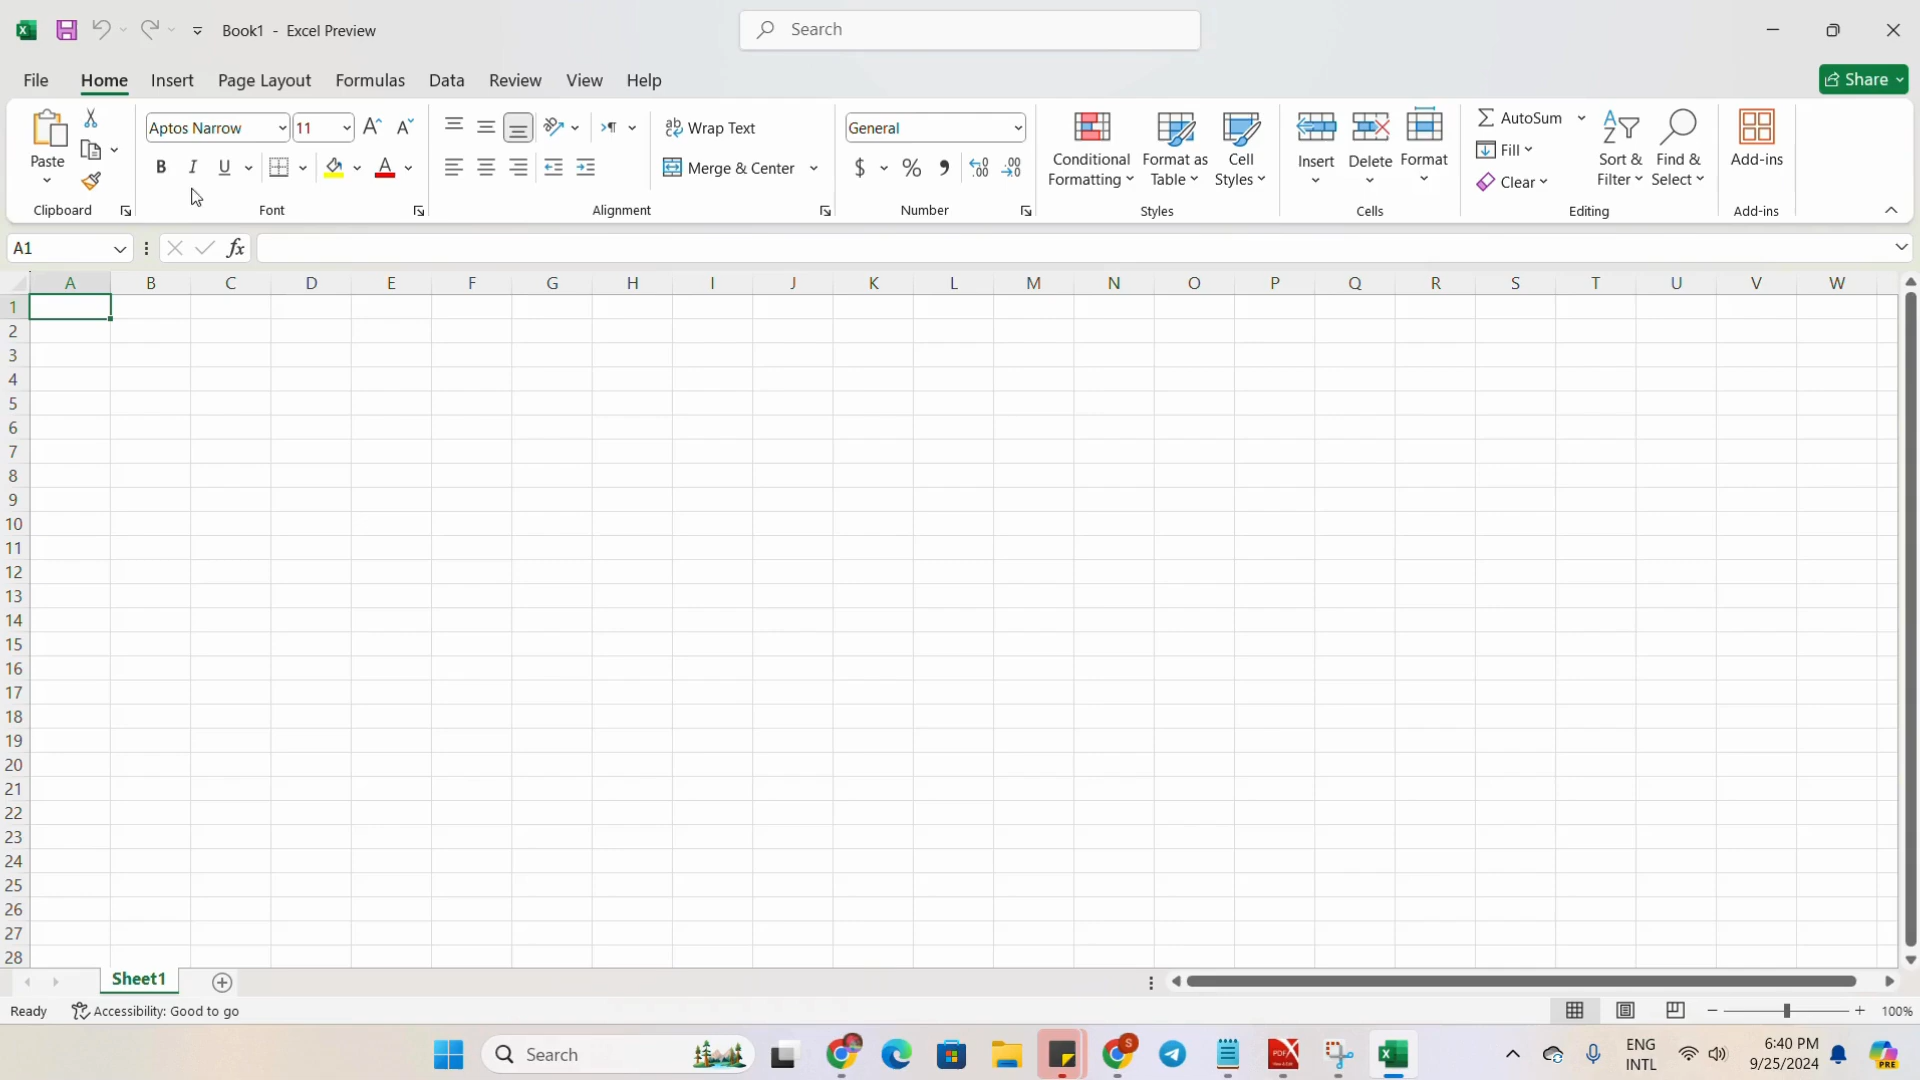 Book1 - Excel Preview
Search
File Home Insert Page Layout Formulas Data Review View Help
Share
Paste
Clipboard
Aptos Narrow 11
B I U
Font
Wrap Text
Merge & Center
Alignment
General
$ % ,
Number
Conditional Formatting
Format as Table
Cell Styles
Styles
Insert
Delete
Format
Cells
AutoSum
Fill
Clear
Sort & Filter
Find & Select
Editing
Add-ins
Add-ins
A1
fx
A B C D E F G H I J K L M N O P Q R S T U V W
1
2
3
4
5
6
7
8
9
10
11
12
13
14
15
16
17
18
19
20
21
22
23
24
25
26
27
28
Sheet1
Ready
Accessibility: Good to go
100%
Search
ENG
INTL
6:40 PM
9/25/2024